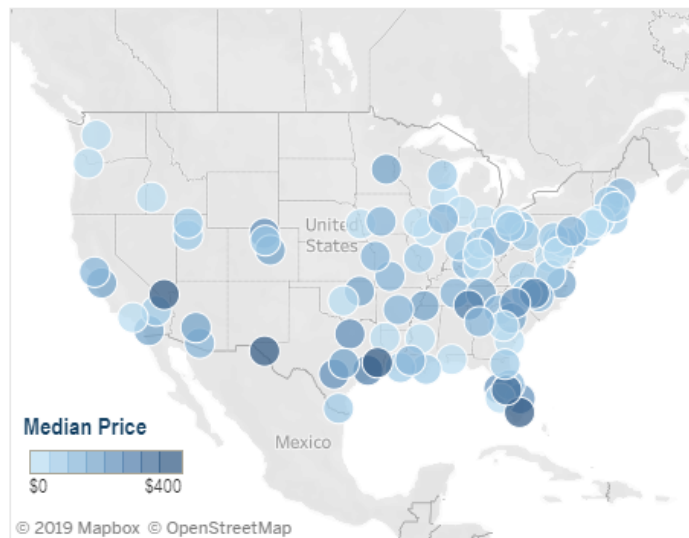 United
States
Mexico
Median Price
$0 $400
© 2019 Mapbox © OpenStreetMap